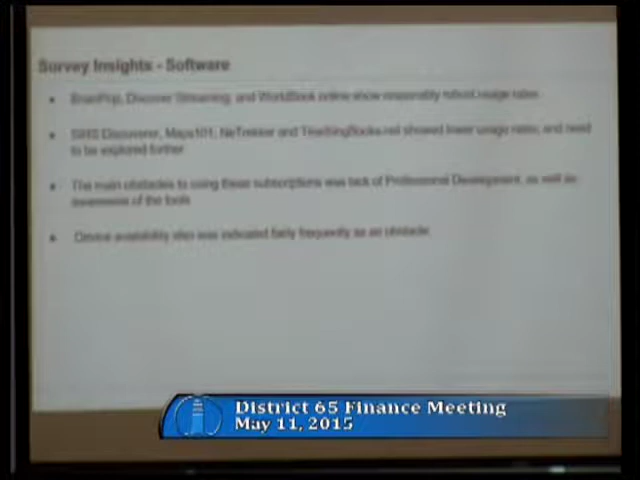 Survey Insights - Software
BrainPop, Discover Streaming, and WorldBook online show reasonably robust usage rates
SIRS Discoverer, Maps101, NetTrekker and TeachingBooks.net showed lower usage rates, and need
to be explored further
The main obstacles to using these subscriptions was lack of Professional Development, as well as
awareness of the tools
Device availability also was indicated fairly frequently as an obstacle
District 65 Finance Meeting
May 11, 2015